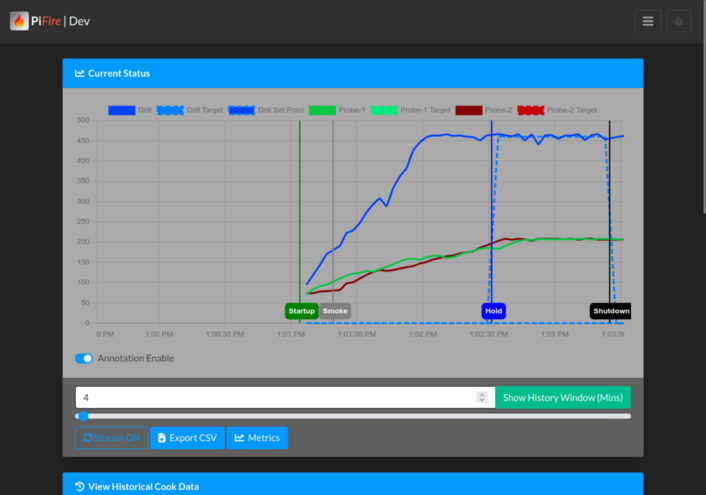 PiFire | Dev
Current Status
Grill Grill Target Grill Set Point Probe-1 Probe-1 Target Probe-2 Probe-2 Target
500
450
400
350
300
250
200
150
100
50
0
Startup Smoke Hold Shutdown
0 PM 1:00 PM 1:00:30 PM 1:01 PM 1:01:30 PM 1:02 PM 1:02:30 PM 1:03 PM 1:03:3
Annotation Enable
4 Show History Window (Mins)
Stream ON Export CSV Metrics
View Historical Cook Data